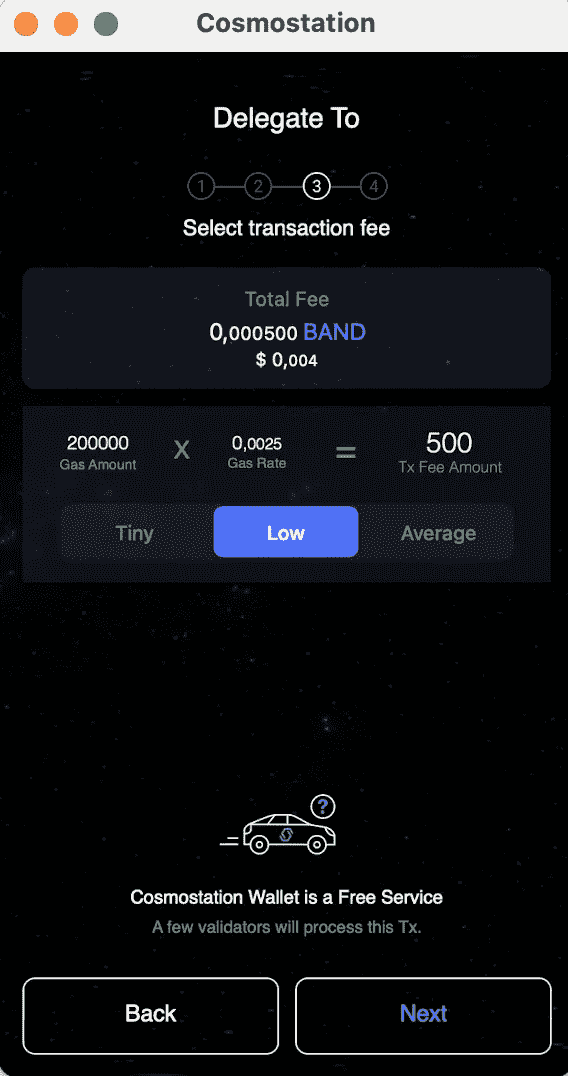 Cosmostation
Delegate To
1 2 3 4
Select transaction fee
Total Fee
0,000500 BAND
$ 0,004
200000 X 0,0025 = 500
Gas Amount Gas Rate Tx Fee Amount
Tiny Low Average
?
Cosmostation Wallet is a Free Service
A few validators will process this Tx.
Back Next